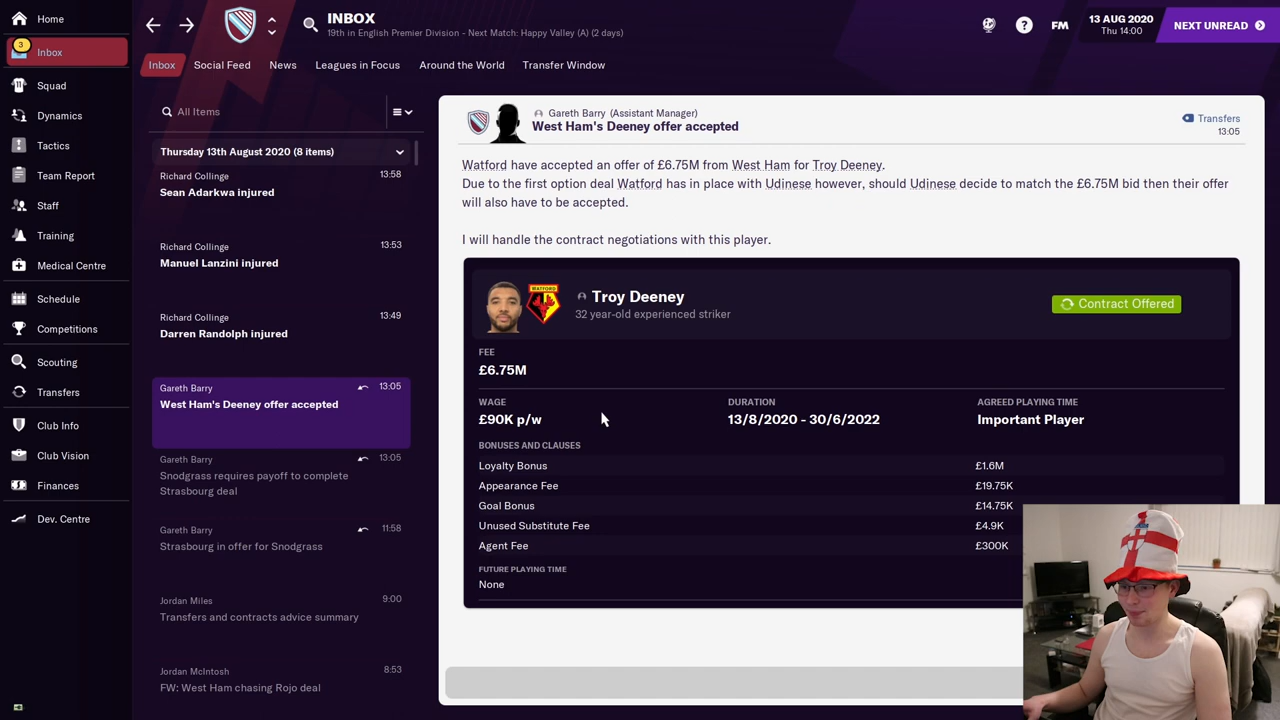 Home
3
Inbox
Squad
Dynamics
Tactics
Team Report
Staff
Training
Medical Centre
Schedule
Competitions
Scouting
Transfers
Club Info
Club Vision
Finances
Dev. Centre
INBOX
19th in English Premier Division - Next Match: Happy Valley (A) (2 days)
?
FM
13 AUG 2020
Thu 14:00
NEXT UNREAD
Inbox
Social Feed
News
Leagues in Focus
Around the World
Transfer Window
All Items
Thursday 13th August 2020 (8 items)
Richard Collinge 13:58
Sean Adarkwa injured
Richard Collinge 13:53
Manuel Lanzini injured
Richard Collinge 13:49
Darren Randolph injured
Gareth Barry 13:05
West Ham's Deeney offer accepted
Gareth Barry 13:05
Snodgrass requires payoff to complete
Strasbourg deal
Gareth Barry 11:58
Strasbourg in offer for Snodgrass
Jordan Miles 9:00
Transfers and contracts advice summary
Jordan McIntosh 8:53
FW: West Ham chasing Rojo deal
Gareth Barry (Assistant Manager)
West Ham's Deeney offer accepted
Transfers
13:05
Watford have accepted an offer of £6.75M from West Ham for Troy Deeney.
Due to the first option deal Watford has in place with Udinese however, should Udinese decide to match the £6.75M bid then their offer
will also have to be accepted.
I will handle the contract negotiations with this player.
WATFORD
Troy Deeney
32 year-old experienced striker
Contract Offered
FEE
£6.75M
WAGE
£90K p/w
DURATION
13/8/2020 - 30/6/2022
AGREED PLAYING TIME
Important Player
BONUSES AND CLAUSES
Loyalty Bonus £1.6M
Appearance Fee £19.75K
Goal Bonus £14.75K
Unused Substitute Fee £4.9K
Agent Fee £300K
FUTURE PLAYING TIME
None